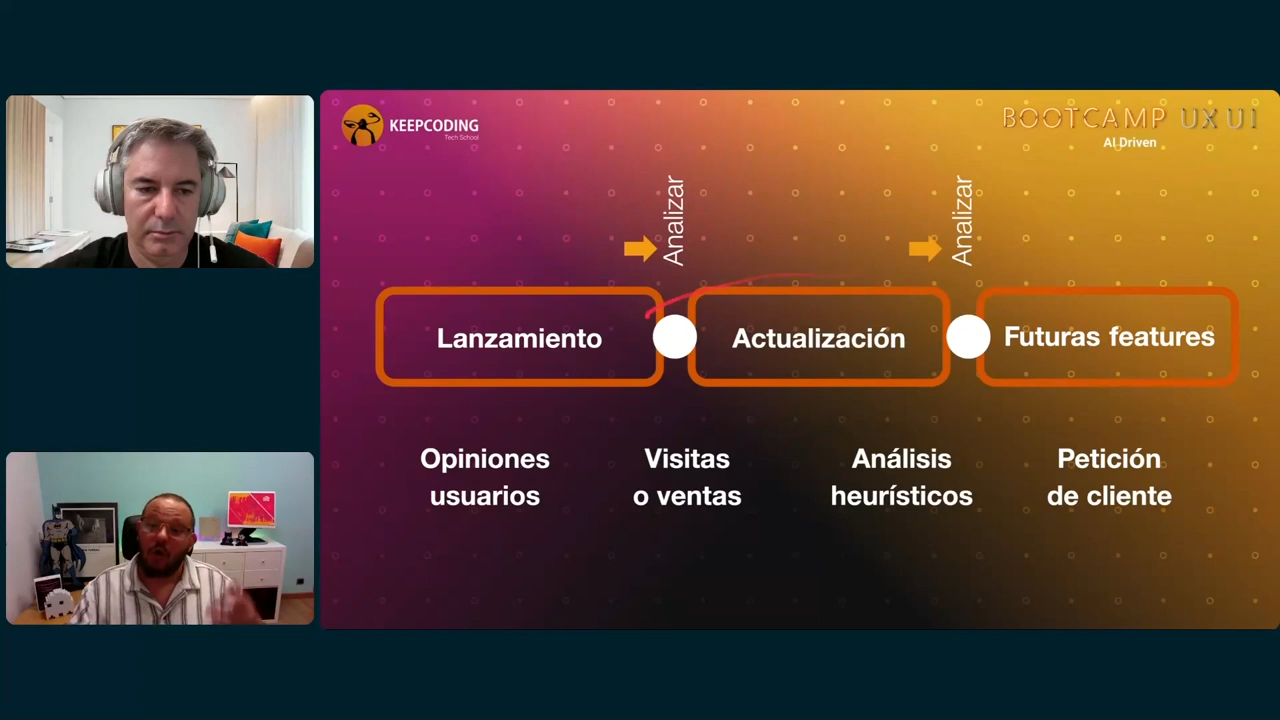 KEEPCODING
Tech School
BOOTCAMP UX UI
AI Driven
Analizar
Analizar
Lanzamiento
Actualización
Futuras features
Opiniones
usuarios
Visitas
o ventas
Análisis
heurísticos
Petición
de cliente